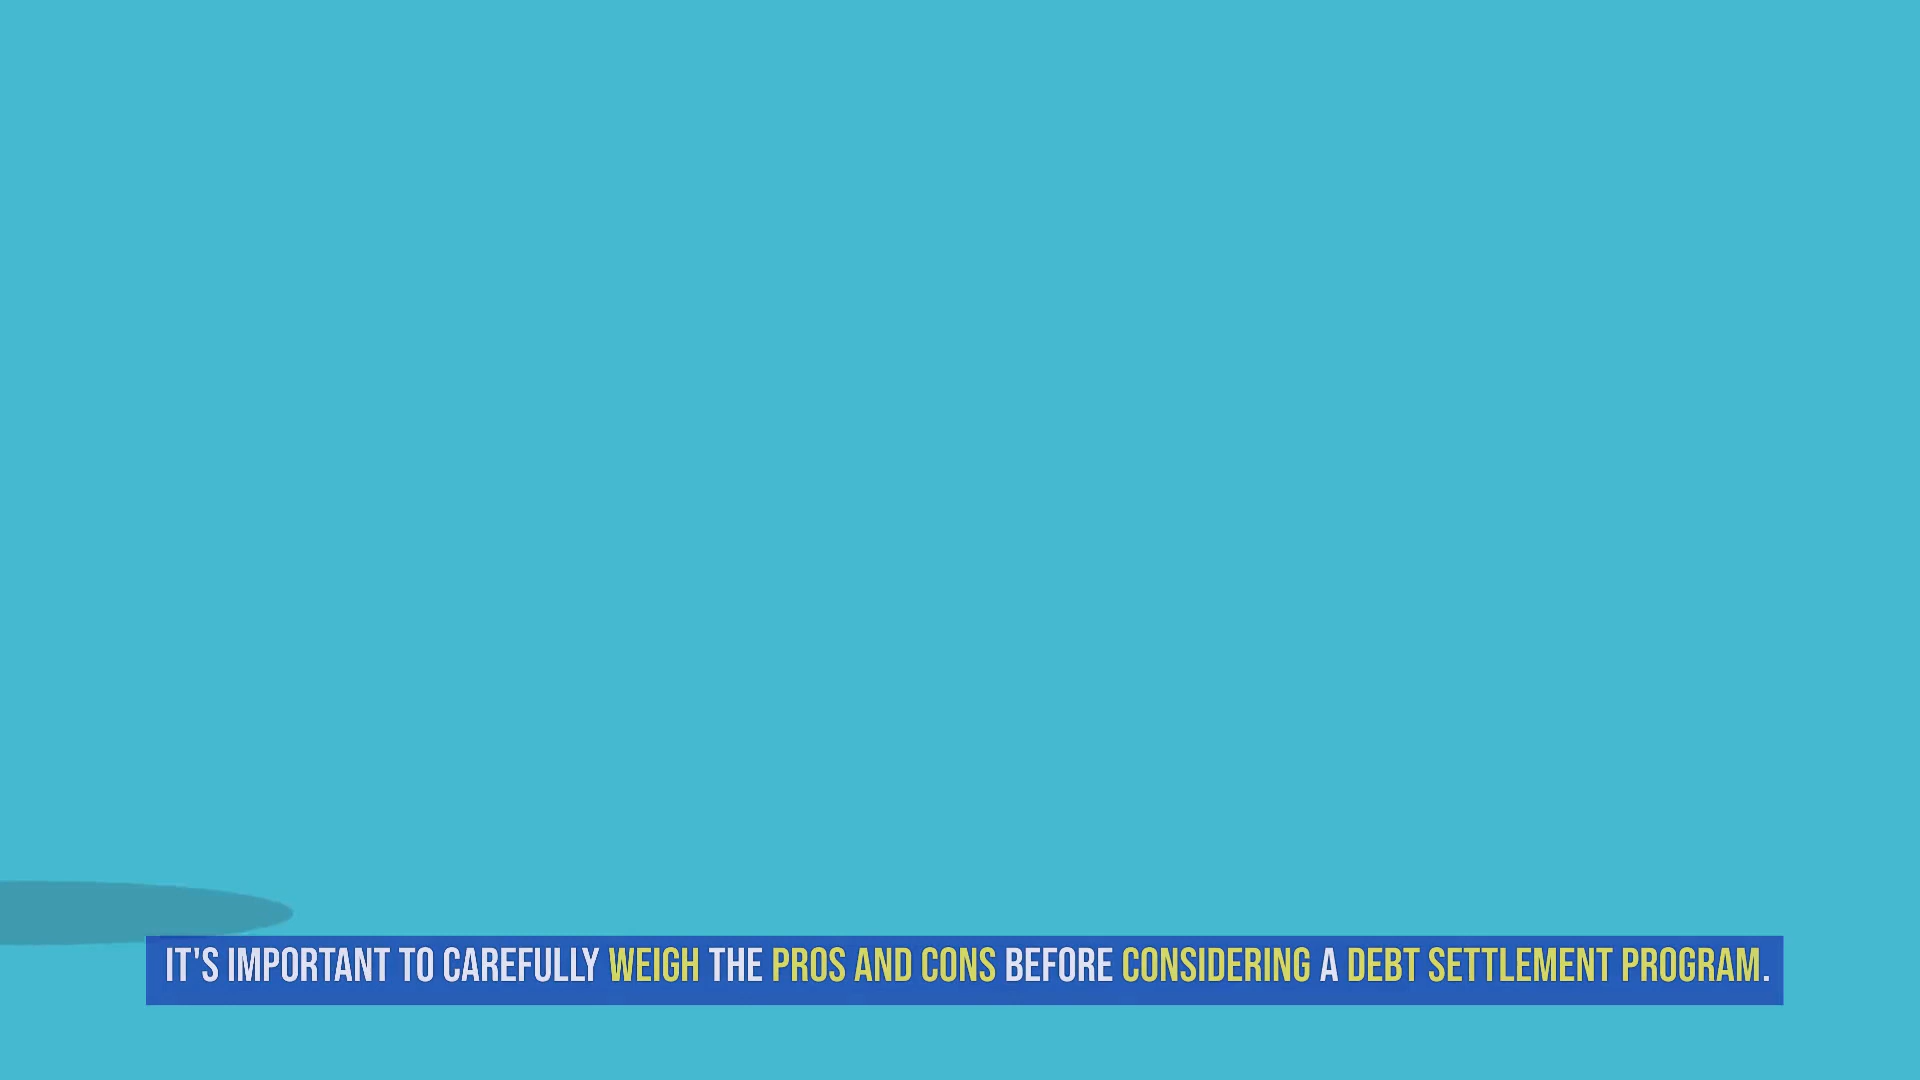 IT'S IMPORTANT TO CAREFULLY WEIGH THE PROS AND CONS BEFORE CONSIDERING A DEBT SETTLEMENT PROGRAM.